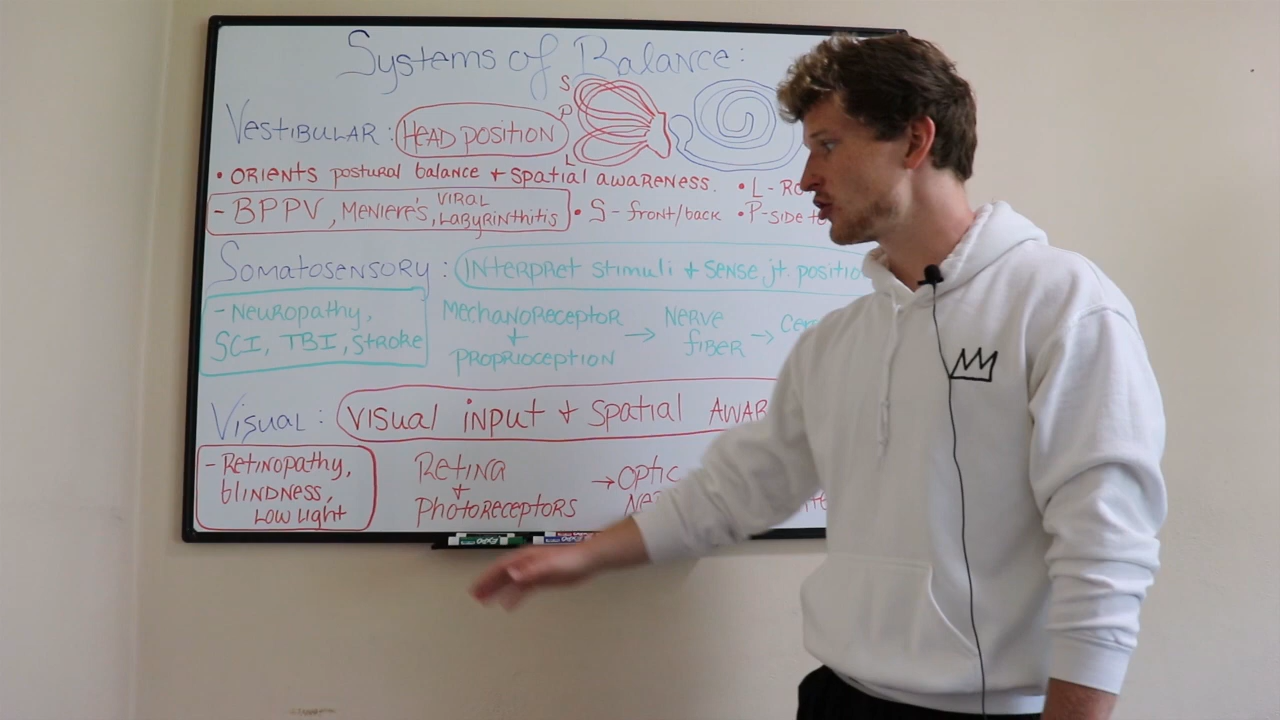 Systems of Balance:
S
P
L
VESTIBULAR : HEAD POSITION
• ORIENTS postural balance + spatial awareness. • L - Ro
- BPPV, MENIERE'S, VIRAL LABYRINTHITIS • S - front/back • P-side to
SOMATOSENSORY : INTERPRET stimuli + SENSE jt. positio
- NEUROPATHY,
SCI, TBI, STROKE
MECHANORECEPTOR
+
PROPRIOCEPTION
→ NERVE
FIBER → CER
VISUAL : VISUAL INPUT + SPATIAL AWAR
- RETINOPATHY,
blINDNESS,
LOW LIGHT
RETINA
+
PHOTORECEPTORS
→ OPTIC
NE